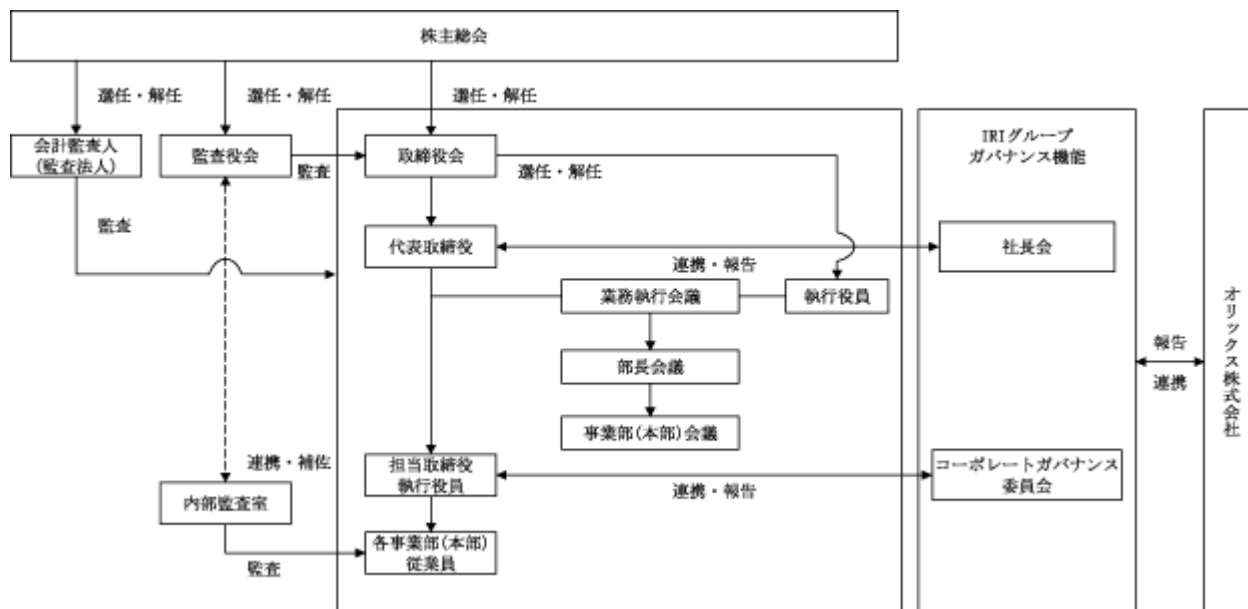 株主総会
選任・解任
選任・解任
選任・解任
会計監査人
(監査法人)
監査役会
監査
取締役会
選任・解任
IRIグループ
ガバナンス機能
監査
代表取締役
連携・報告
社長会
業務執行会議
執行役員
部長会議
事業部(本部)会議
報告
連携
オリックス株式会社
連携・補佐
担当取締役
執行役員
連携・報告
コーポレートガバナンス
委員会
内部監査室
監査
各事業部(本部)
従業員